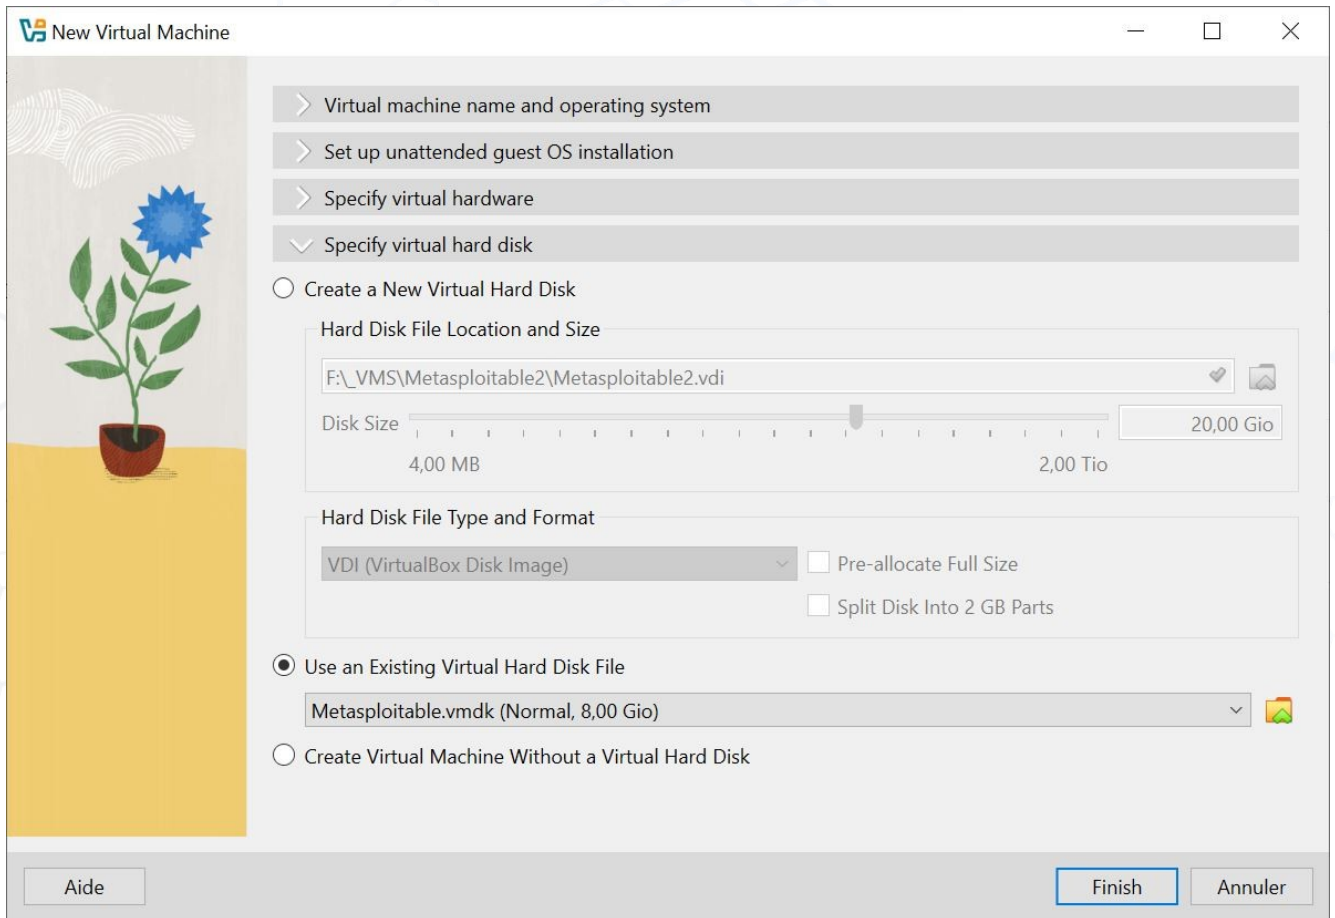 New Virtual Machine
Virtual machine name and operating system
Set up unattended guest OS installation
Specify virtual hardware
Specify virtual hard disk
Create a New Virtual Hard Disk
Hard Disk File Location and Size
F:\_VMS\Metasploitable2\Metasploitable2.vdi
Disk Size 20,00 Gio
4,00 MB 2,00 Tio
Hard Disk File Type and Format
VDI (VirtualBox Disk Image) Pre-allocate Full Size
Split Disk Into 2 GB Parts
Use an Existing Virtual Hard Disk File
Metasploitable.vmdk (Normal, 8,00 Gio)
Create Virtual Machine Without a Virtual Hard Disk
Aide Finish Annuler